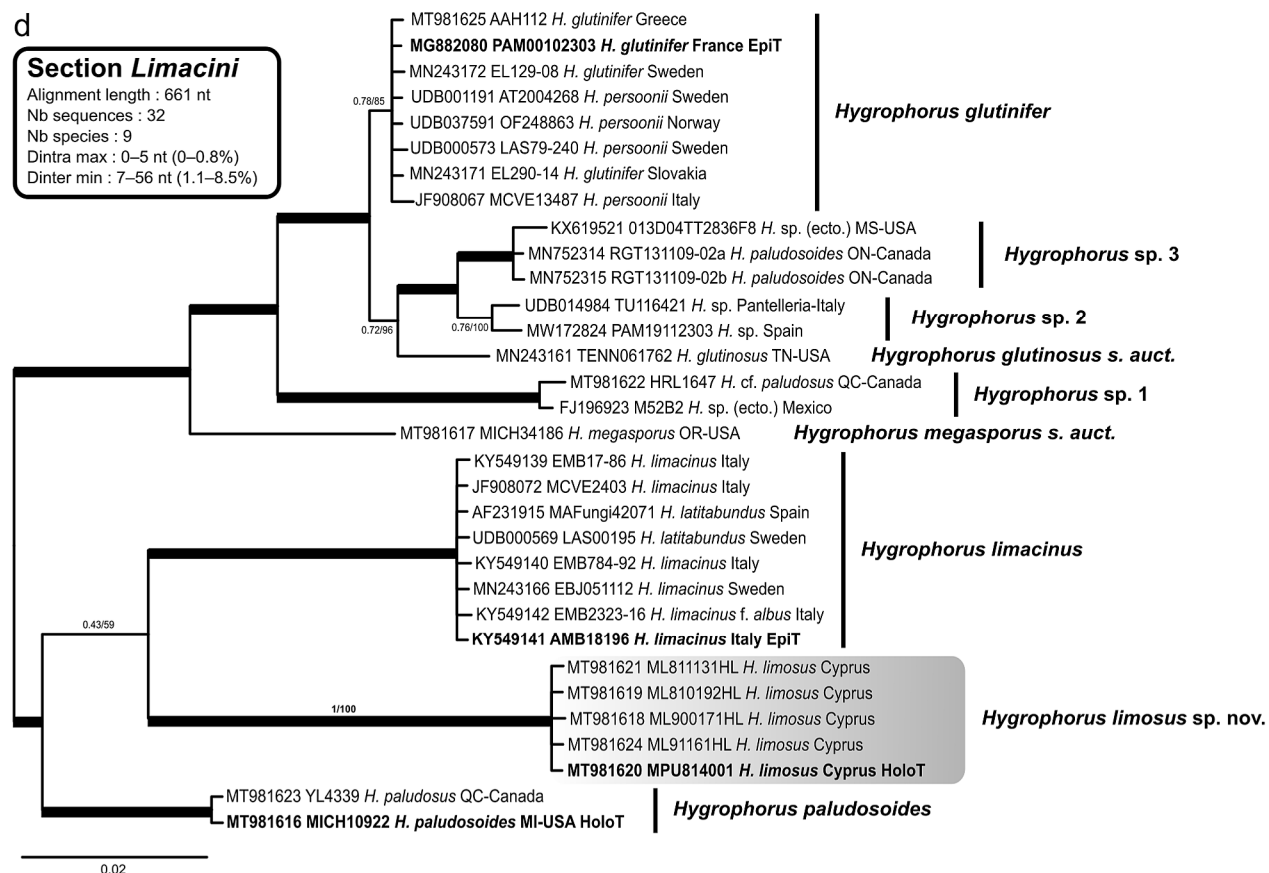 d
Section Limacini
Alignment length : 661 nt
Nb sequences : 32
Nb species : 9
Dintra max : 0–5 nt (0–0.8%)
Dinter min : 7–56 nt (1.1–8.5%)
MT981625 AAH112 H. glutinifer Greece
MG882080 PAM00102303 H. glutinifer France EpiT
MN243172 EL129-08 H. glutinifer Sweden
0.78/85
UDB001191 AT2004268 H. persoonii Sweden
Hygrophorus glutinifer
UDB037591 OF248863 H. persoonii Norway
UDB000573 LAS79-240 H. persoonii Sweden
MN243171 EL290-14 H. glutinifer Slovakia
JF908067 MCVE13487 H. persoonii Italy
KX619521 013D04TT2836F8 H. sp. (ecto.) MS-USA
MN752314 RGT131109-02a H. paludosoides ON-Canada
Hygrophorus sp. 3
MN752315 RGT131109-02b H. paludosoides ON-Canada
UDB014984 TU116421 H. sp. Pantelleria-Italy
Hygrophorus sp. 2
0.72/96
0.76/100
MW172824 PAM19112303 H. sp. Spain
MN243161 TENN061762 H. glutinosus TN-USA
Hygrophorus glutinosus s. auct.
MT981622 HRL1647 H. cf. paludosus QC-Canada
Hygrophorus sp. 1
FJ196923 M52B2 H. sp. (ecto.) Mexico
MT981617 MICH34186 H. megasporus OR-USA
Hygrophorus megasporus s. auct.
KY549139 EMB17-86 H. limacinus Italy
JF908072 MCVE2403 H. limacinus Italy
AF231915 MAFungi42071 H. latitabundus Spain
UDB000569 LAS00195 H. latitabundus Sweden
Hygrophorus limacinus
KY549140 EMB784-92 H. limacinus Italy
MN243166 EBJ051112 H. limacinus Sweden
KY549142 EMB2323-16 H. limacinus f. albus Italy
0.43/59
KY549141 AMB18196 H. limacinus Italy EpiT
MT981621 ML811131HL H. limosus Cyprus
MT981619 ML810192HL H. limosus Cyprus
1/100
MT981618 ML900171HL H. limosus Cyprus
Hygrophorus limosus sp. nov.
MT981624 ML91161HL H. limosus Cyprus
MT981620 MPU814001 H. limosus Cyprus HoloT
MT981623 YL4339 H. paludosus QC-Canada
Hygrophorus paludosoides
MT981616 MICH10922 H. paludosoides MI-USA HoloT
0.02